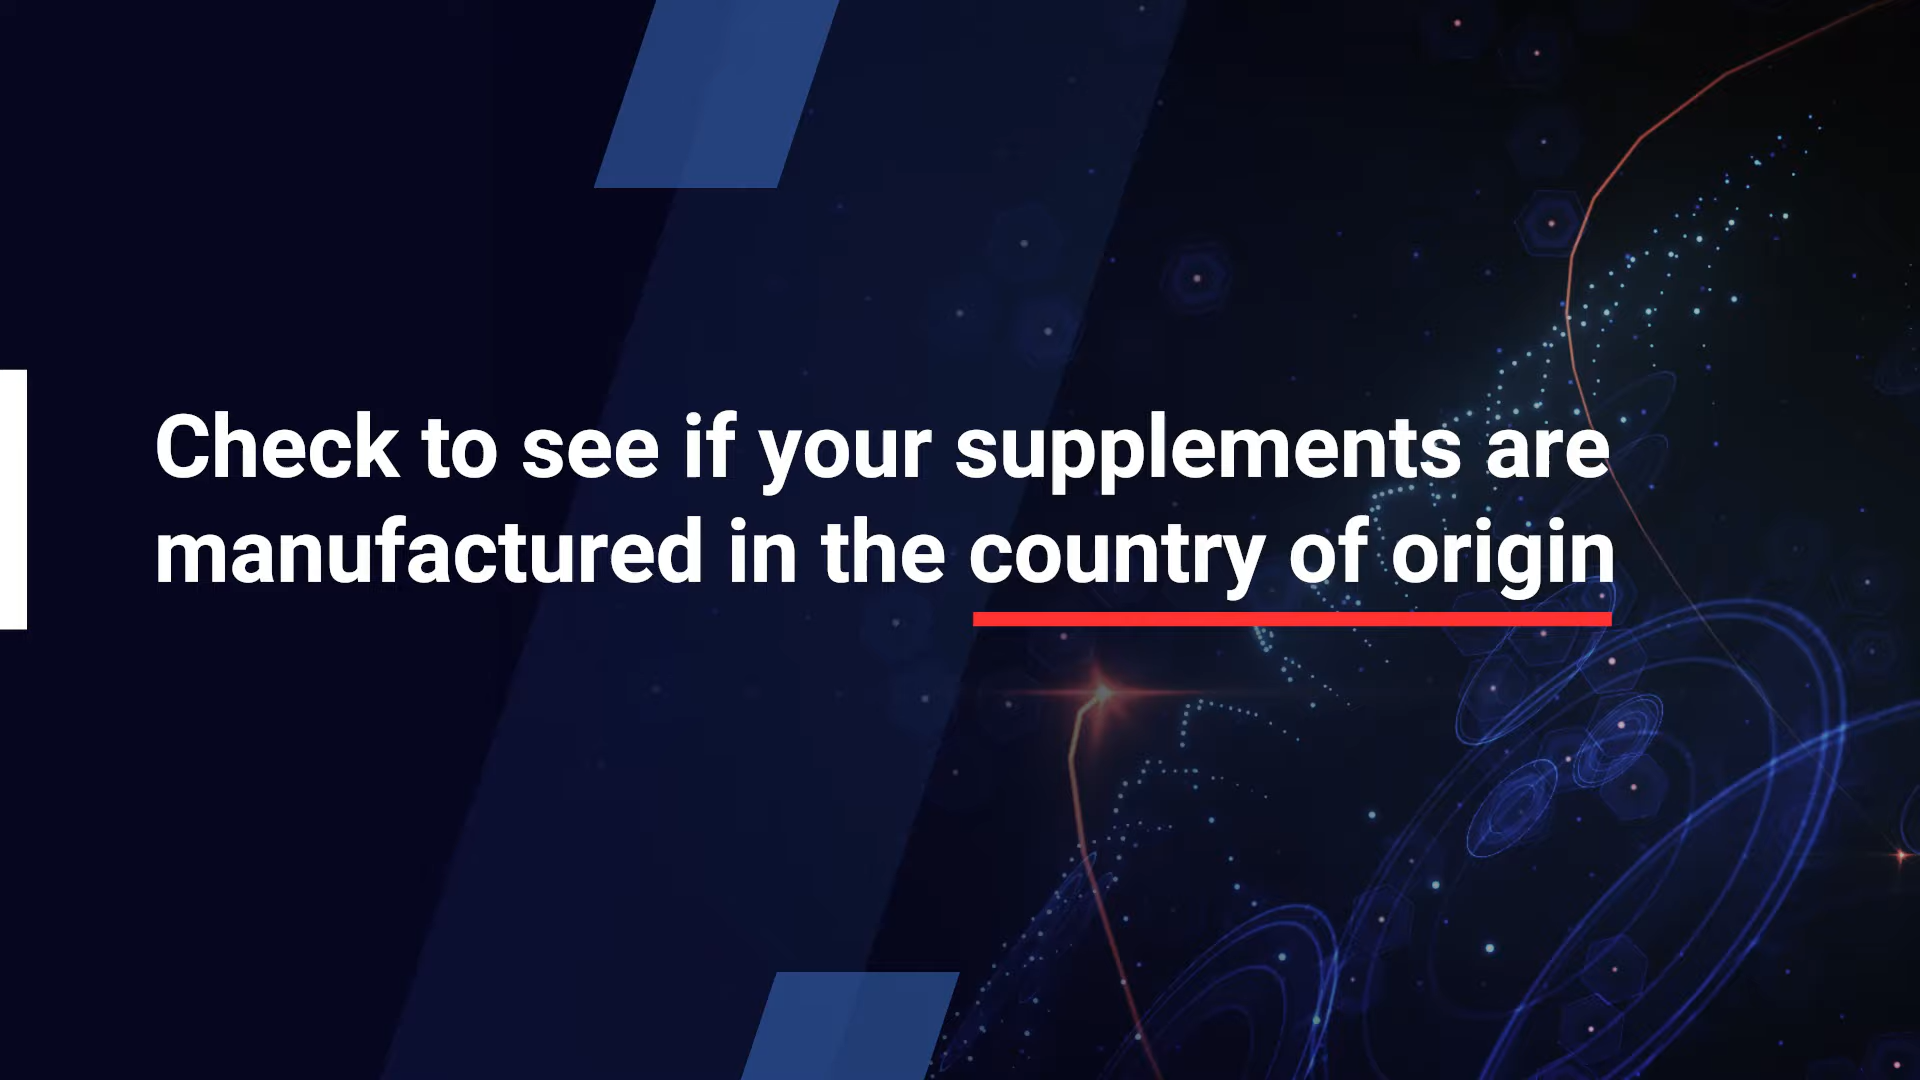 Check to see if your supplements are
manufactured in the country of origin